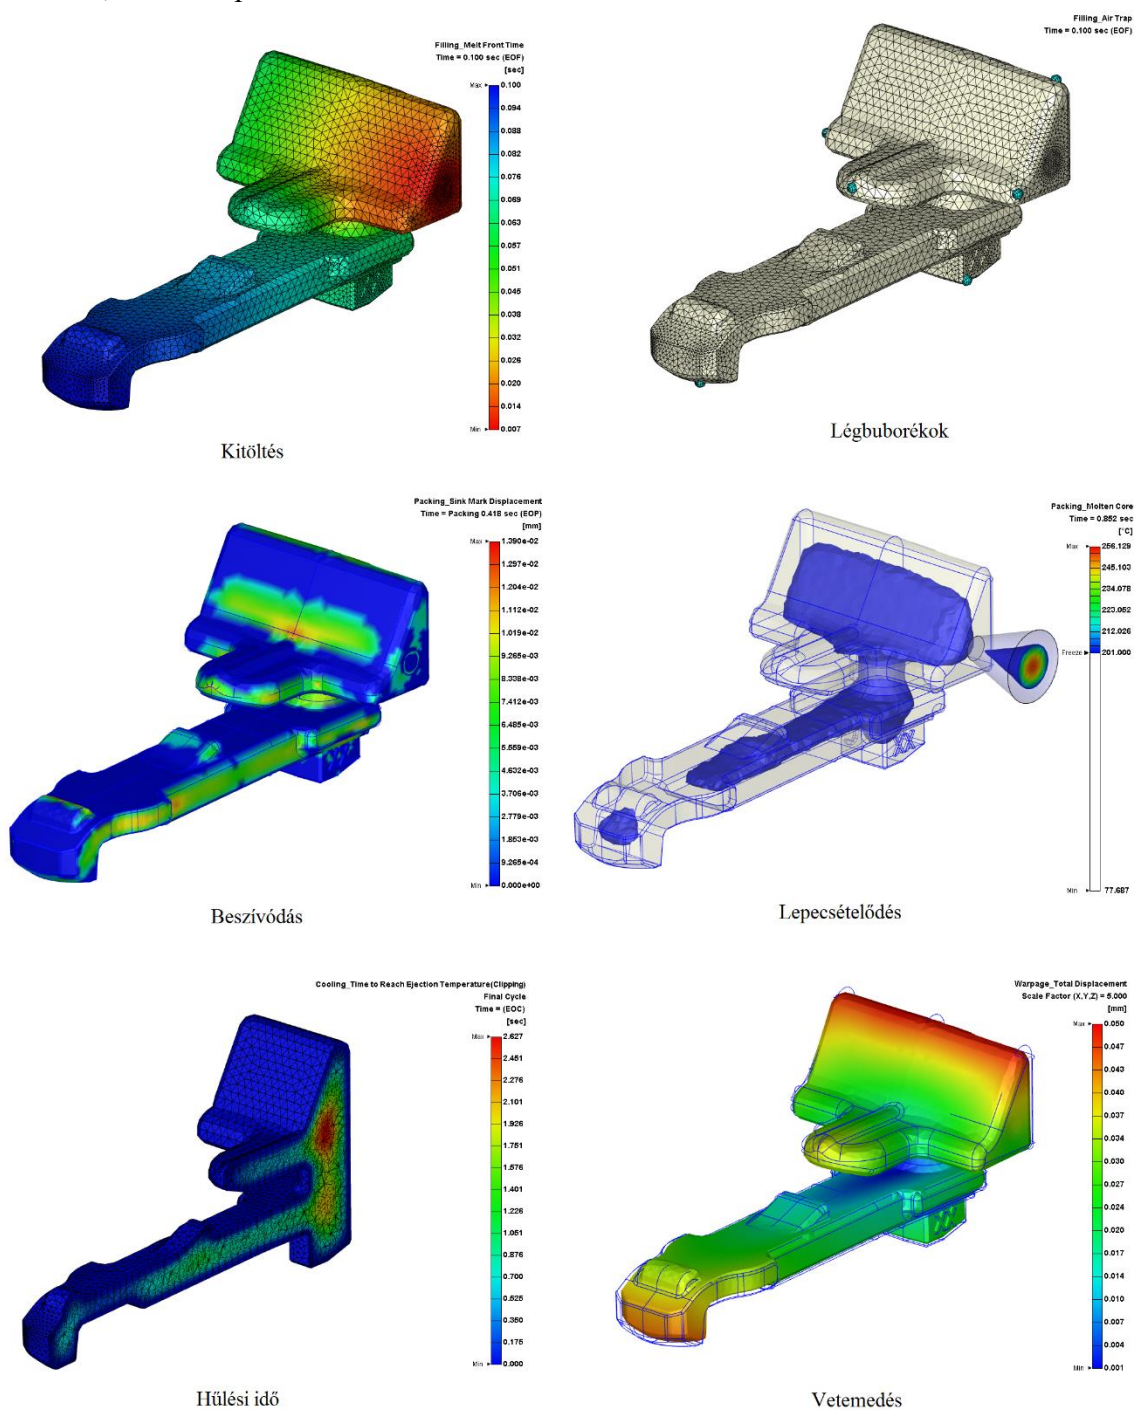 Filling_Melt Front Time
Time = 0.100 sec (EOF)
[sec]
Max
0.100
0.094
0.088
0.082
0.076
0.069
0.063
0.057
0.051
0.044
0.038
0.032
0.026
0.020
0.014
Min
0.007
Kitöltés
Filling_Air Trap
Time = 0.100 sec (EOF)
Légbuborékok
Packing_Sink Mark Displacement
Time = Packing 0.418 sec (EOP)
[mm]
Max
1.390e-02
1.297e-02
1.204e-02
1.112e-02
1.019e-02
9.265e-03
8.338e-03
7.412e-03
6.485e-03
5.559e-03
4.632e-03
3.706e-03
2.779e-03
1.853e-03
9.265e-04
Min
0.000e+00
Beszívódás
Packing_Molten Core
Time = 0.852 sec
[°C]
Max
256.129
245.103
234.078
223.052
212.026
Freeze
201.000
Min
77.687
Lepecsételődés
Cooling_Time to Reach Ejection Temperature(Clipping)
Final Cycle
Time = (EOC)
[sec]
Max
2.627
2.451
2.276
2.101
1.926
1.751
1.576
1.401
1.226
1.051
0.876
0.700
0.525
0.350
0.175
Min
0.000
Hűlési idő
Warpage_Total Displacement
Scale Factor (X,Y,Z) = 5.000
[mm]
Max
0.050
0.047
0.043
0.040
0.037
0.034
0.030
0.027
0.024
0.020
0.017
0.014
0.010
0.007
0.004
Min
0.001
Vetemedés